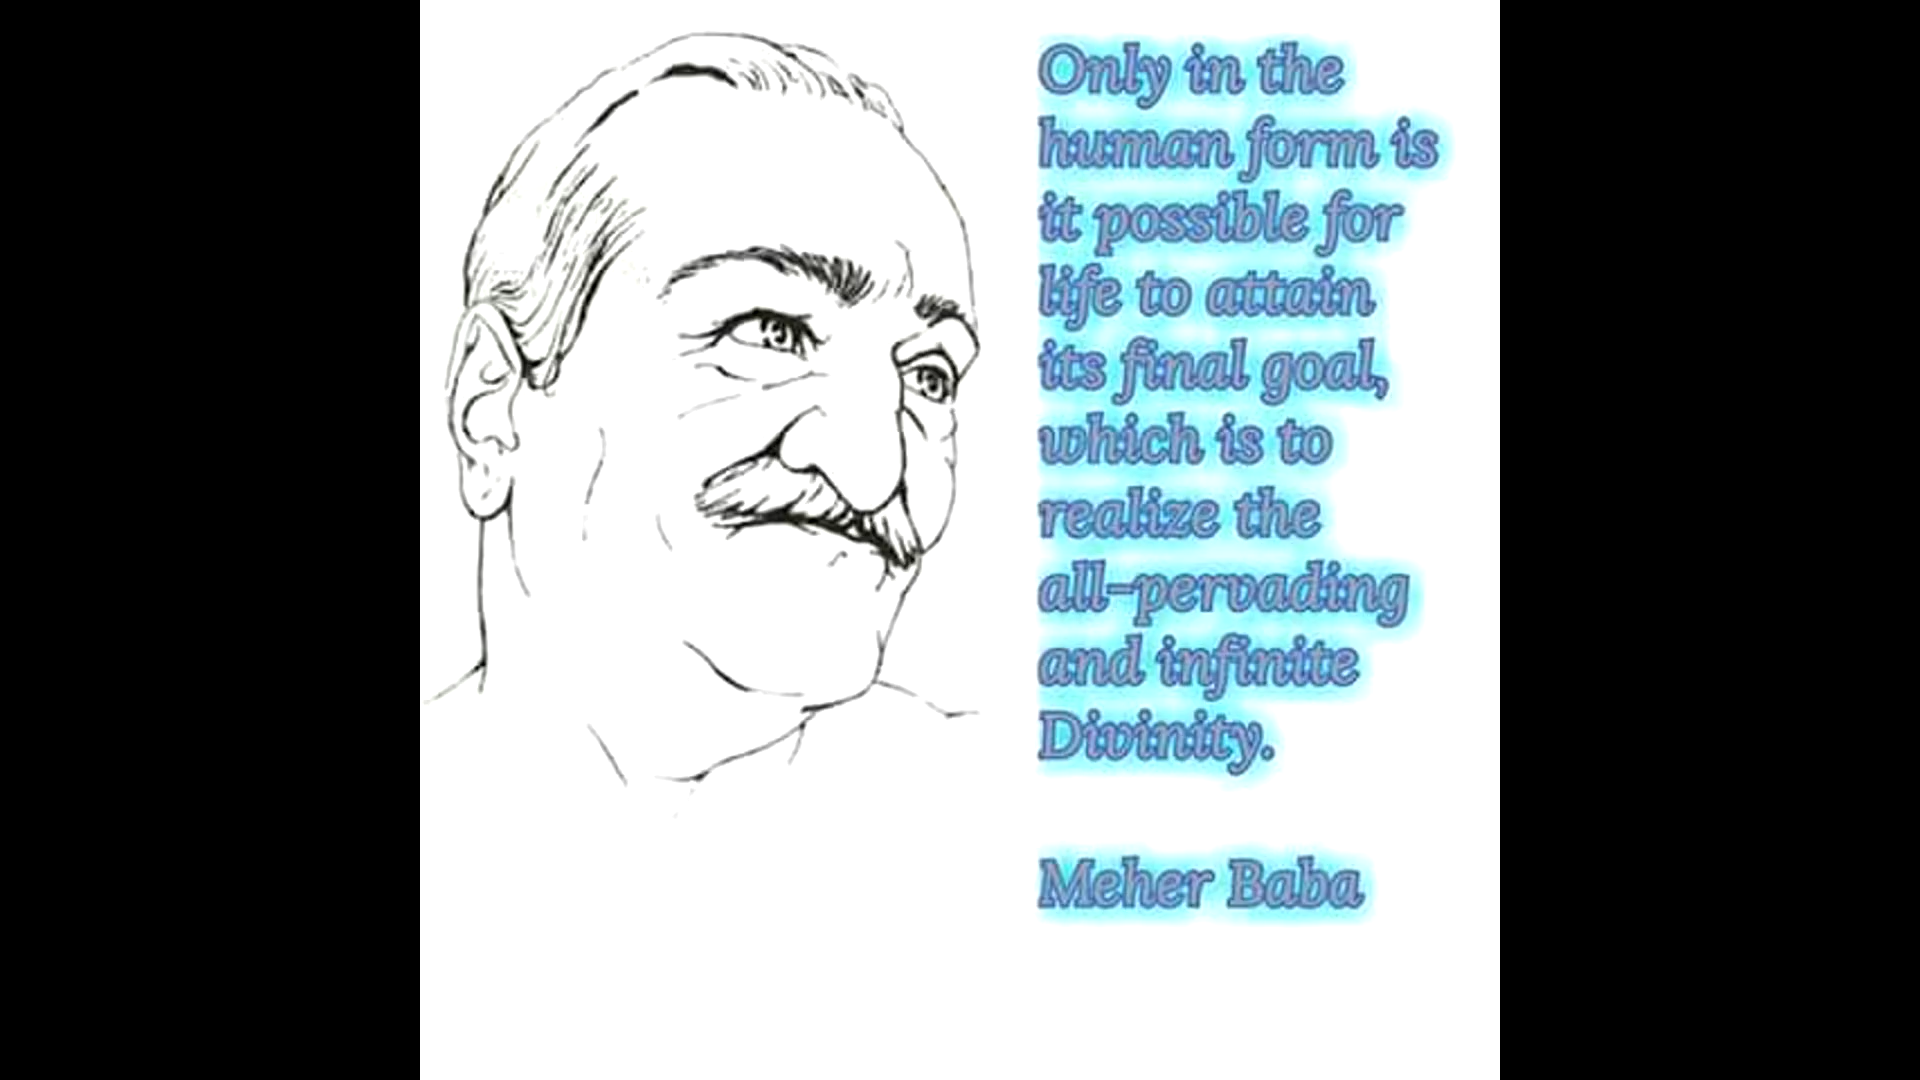 Only in the
human form is
it possible for
life to attain
its final goal,
which is to
realize the
all-pervading
and infinite
Divinity.
Meher Baba